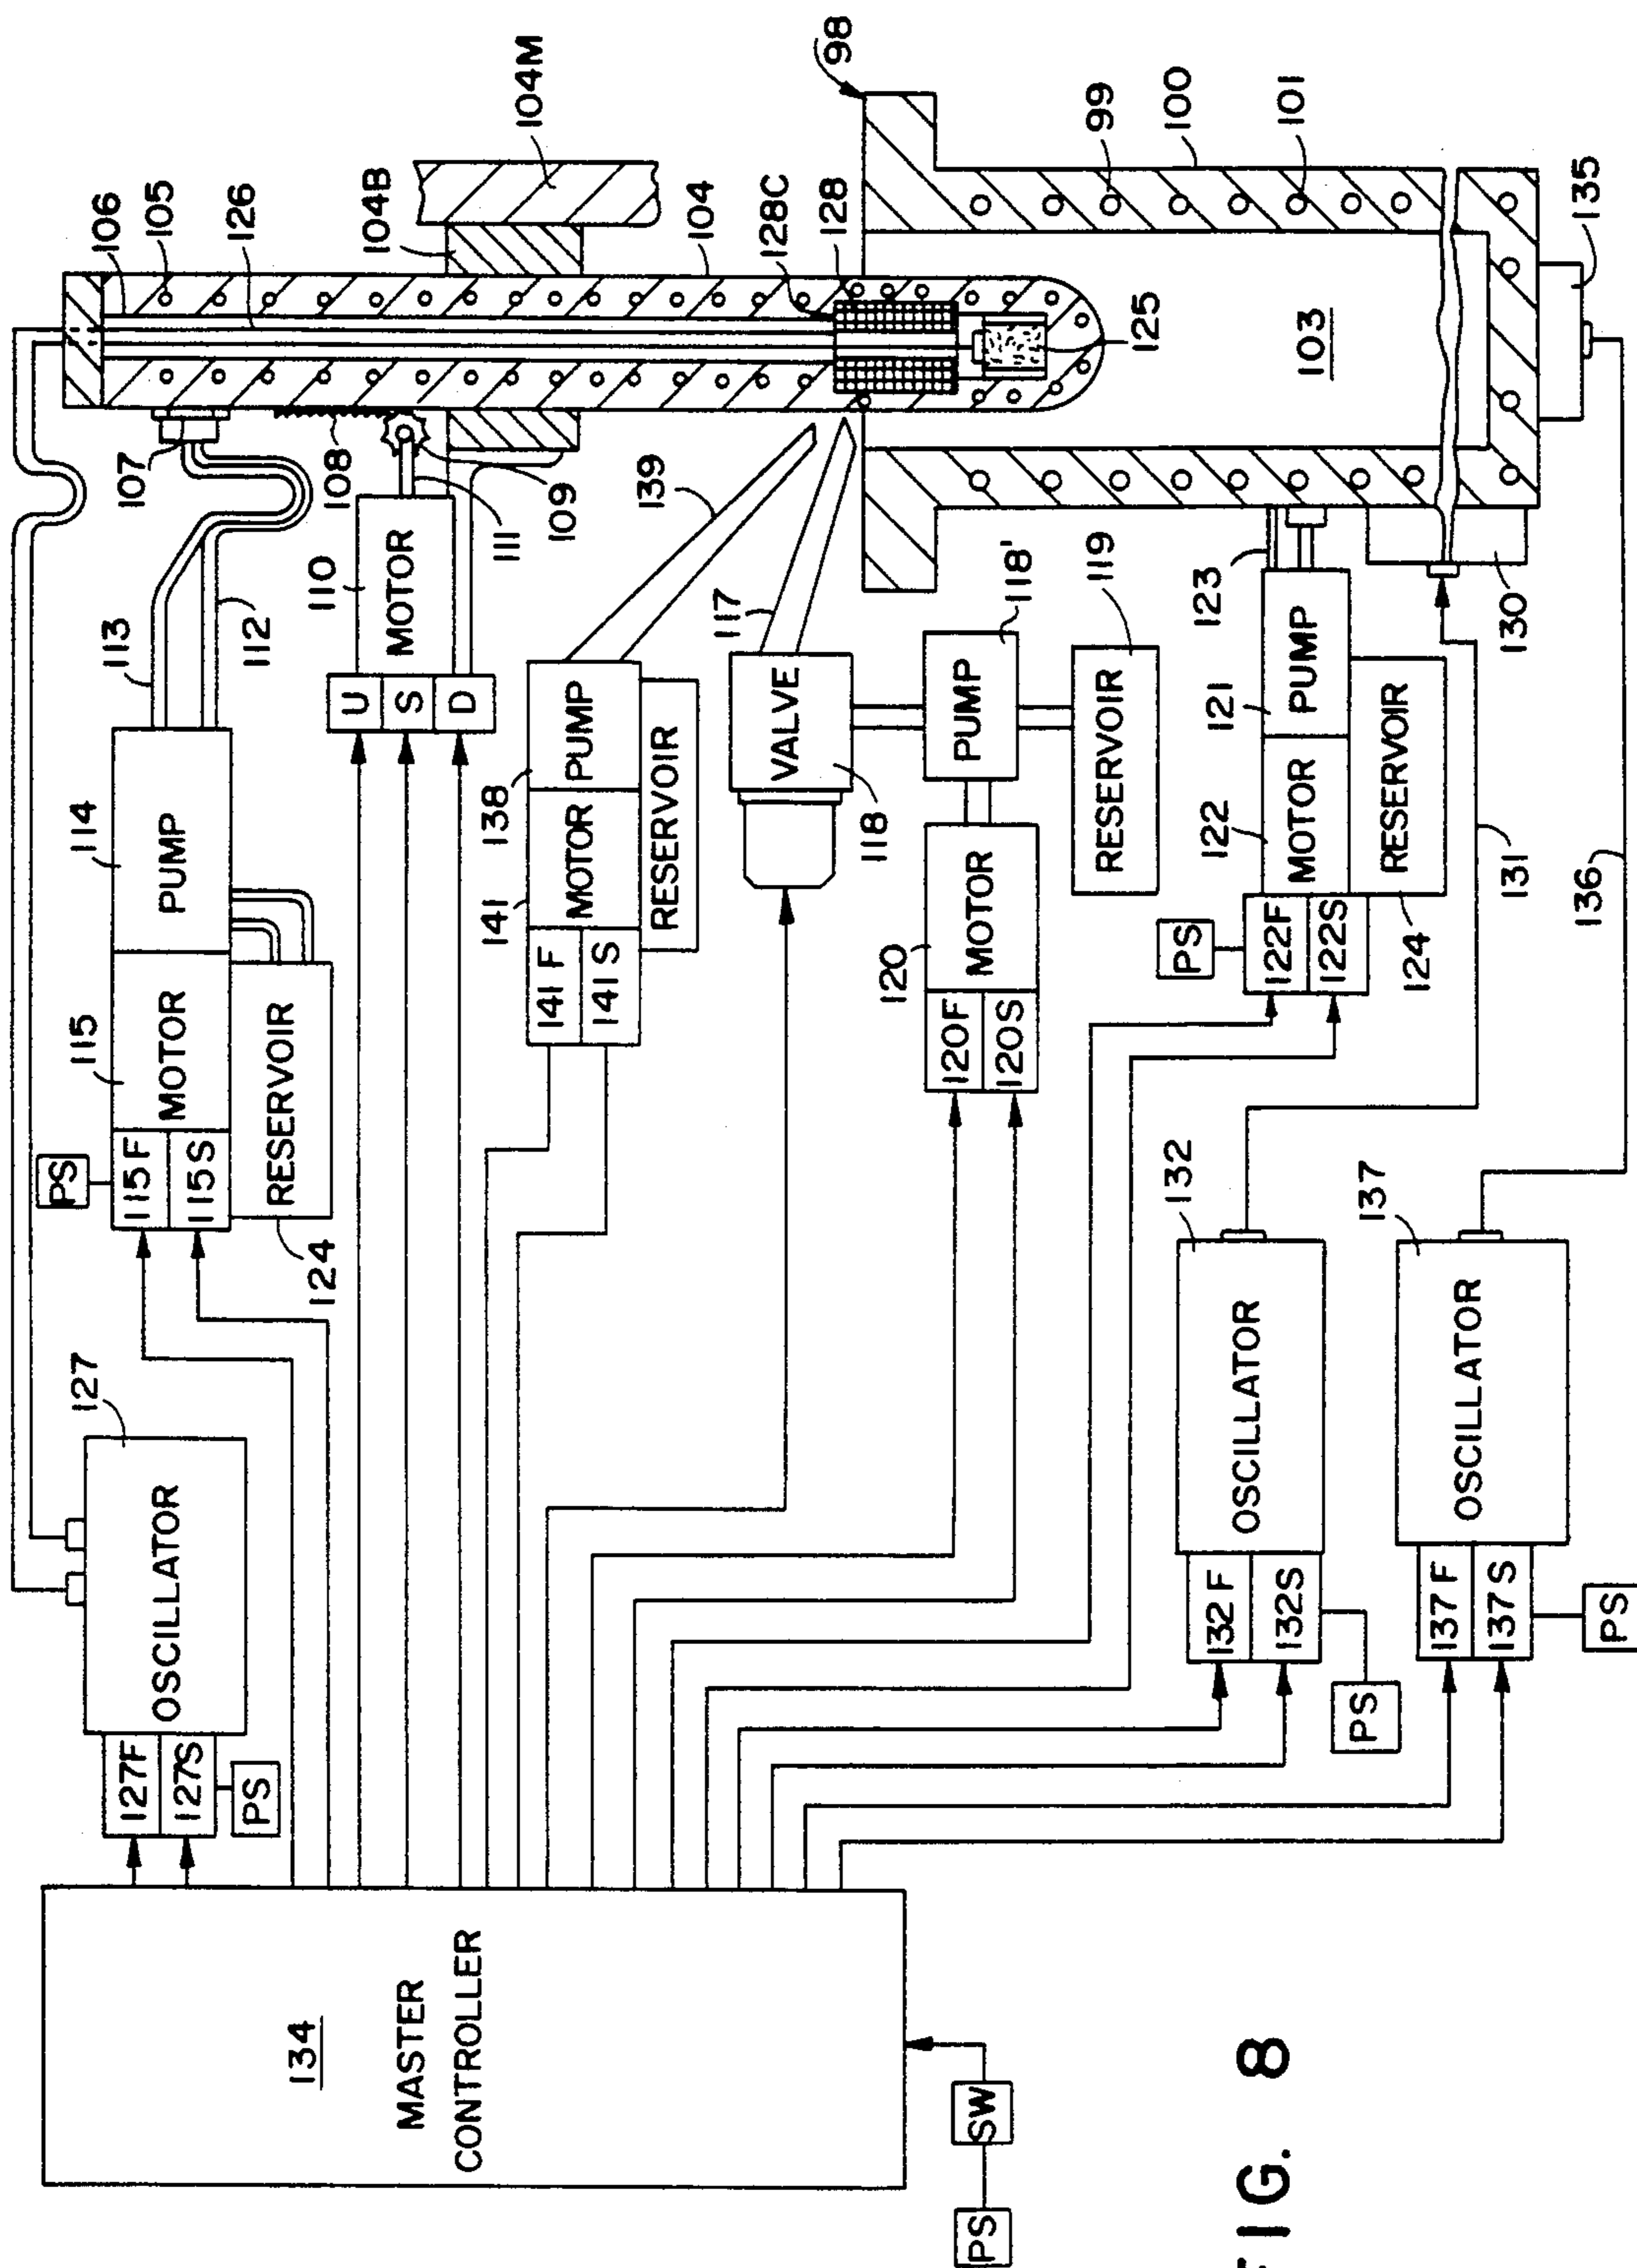 134
MASTER
CONTROLLER
PS
SW
127F
127S
PS
OSCILLATOR
127
PS
115F
115S
MOTOR
115
PUMP
114
RESERVOIR
124
113
112
107
108
106
105
126
104B
104M
U
S
D
MOTOR
110
111
109
104
128C
128
125
141F
141S
141
MOTOR
138
PUMP
RESERVOIR
139
117
VALVE
118
118'
PUMP
119
RESERVOIR
120
MOTOR
120F
120S
98
99
100
101
103
PS
122F
122S
122
MOTOR
121
PUMP
123
RESERVOIR
124
130
131
135
136
132F
132S
PS
OSCILLATOR
132
137F
137S
PS
OSCILLATOR
137
FIG. 8